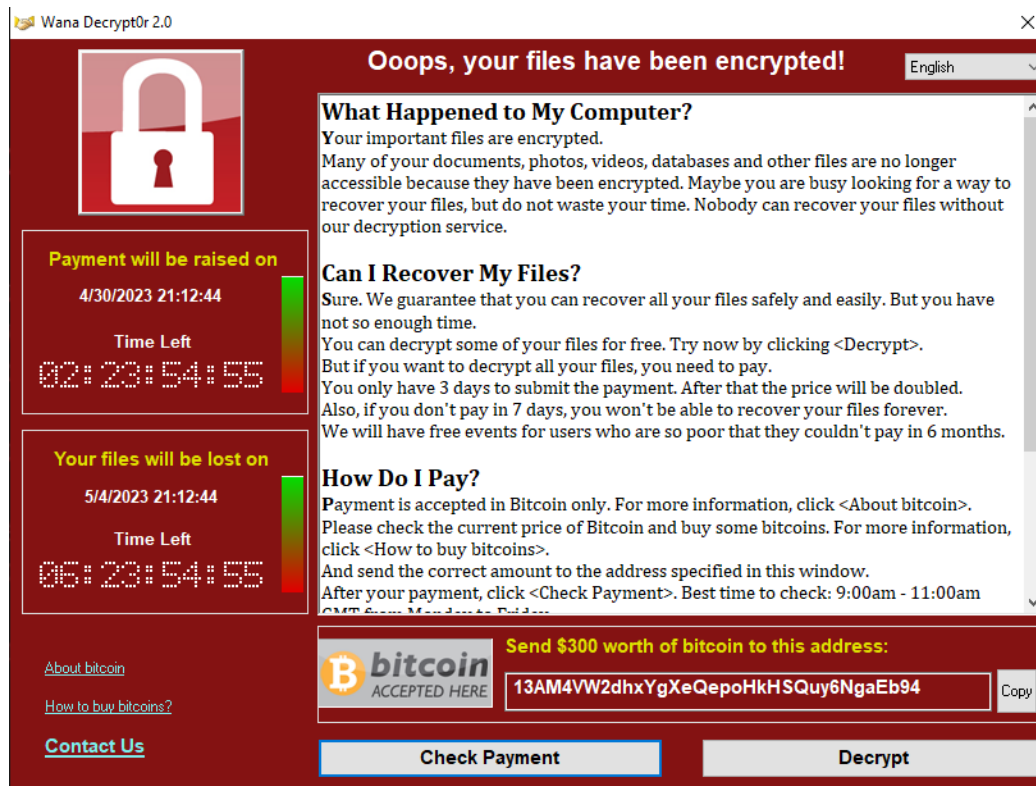 Wana Decrypt0r 2.0
Ooops, your files have been encrypted!
English
Payment will be raised on
4/30/2023 21:12:44
Time Left
02:23:54:55
Your files will be lost on
5/4/2023 21:12:44
Time Left
06:23:54:55
About bitcoin
How to buy bitcoins?
Contact Us
What Happened to My Computer?
Your important files are encrypted.
Many of your documents, photos, videos, databases and other files are no longer
accessible because they have been encrypted. Maybe you are busy looking for a way to
recover your files, but do not waste your time. Nobody can recover your files without
our decryption service.
Can I Recover My Files?
Sure. We guarantee that you can recover all your files safely and easily. But you have
not so enough time.
You can decrypt some of your files for free. Try now by clicking <Decrypt>.
But if you want to decrypt all your files, you need to pay.
You only have 3 days to submit the payment. After that the price will be doubled.
Also, if you don't pay in 7 days, you won't be able to recover your files forever.
We will have free events for users who are so poor that they couldn't pay in 6 months.
How Do I Pay?
Payment is accepted in Bitcoin only. For more information, click <About bitcoin>.
Please check the current price of Bitcoin and buy some bitcoins. For more information,
click <How to buy bitcoins>.
And send the correct amount to the address specified in this window.
After your payment, click <Check Payment>. Best time to check: 9:00am - 11:00am
GMT from Monday to Friday.
bitcoin
ACCEPTED HERE
Send $300 worth of bitcoin to this address:
13AM4VW2dhxYgXeQepoHkHSQuy6NgaEb94
Copy
Check Payment
Decrypt